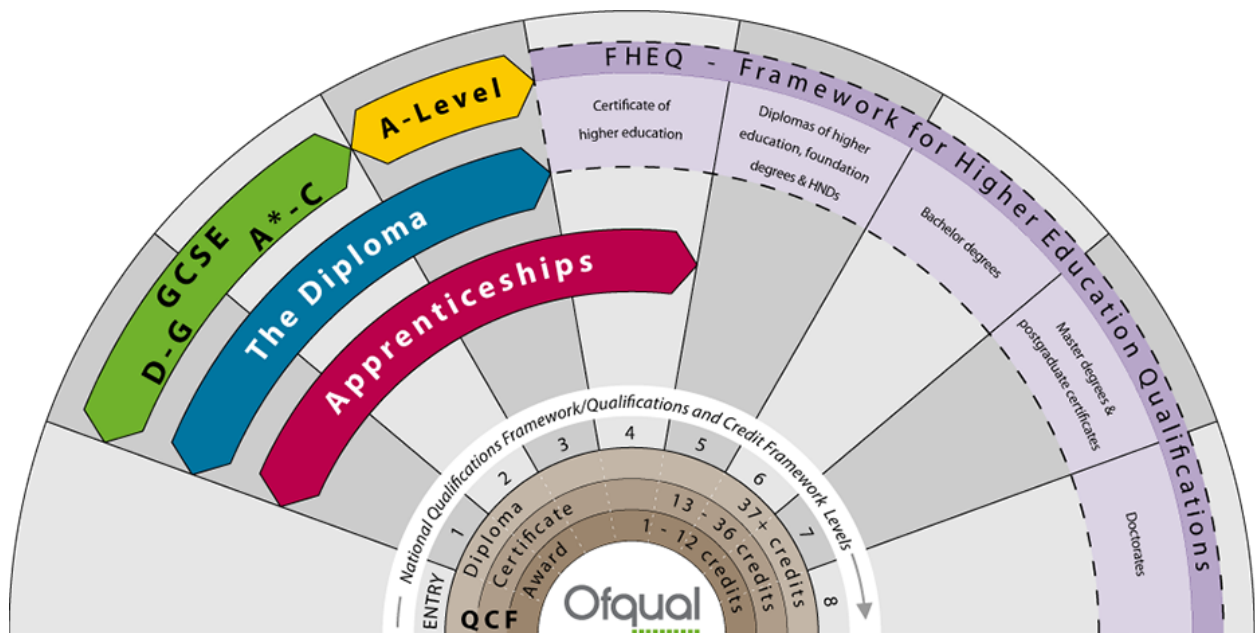 FHEQ - Framework for Higher Education Qualifications
A-Level
Certificate of
higher education
Diplomas of higher
education, foundation
degrees & HNDs
Bachelor degrees
Master degrees &
postgraduate certificates
Doctorates
GCSE
D-G A*-C
The Diploma
Apprenticeships
National Qualifications Framework/Qualifications and Credit Framework Levels
ENTRY
1
2
3
4
5
6
7
8
Diploma
37+ credits
Certificate
13 - 36 credits
Award
1 - 12 credits
QCF
Ofqual